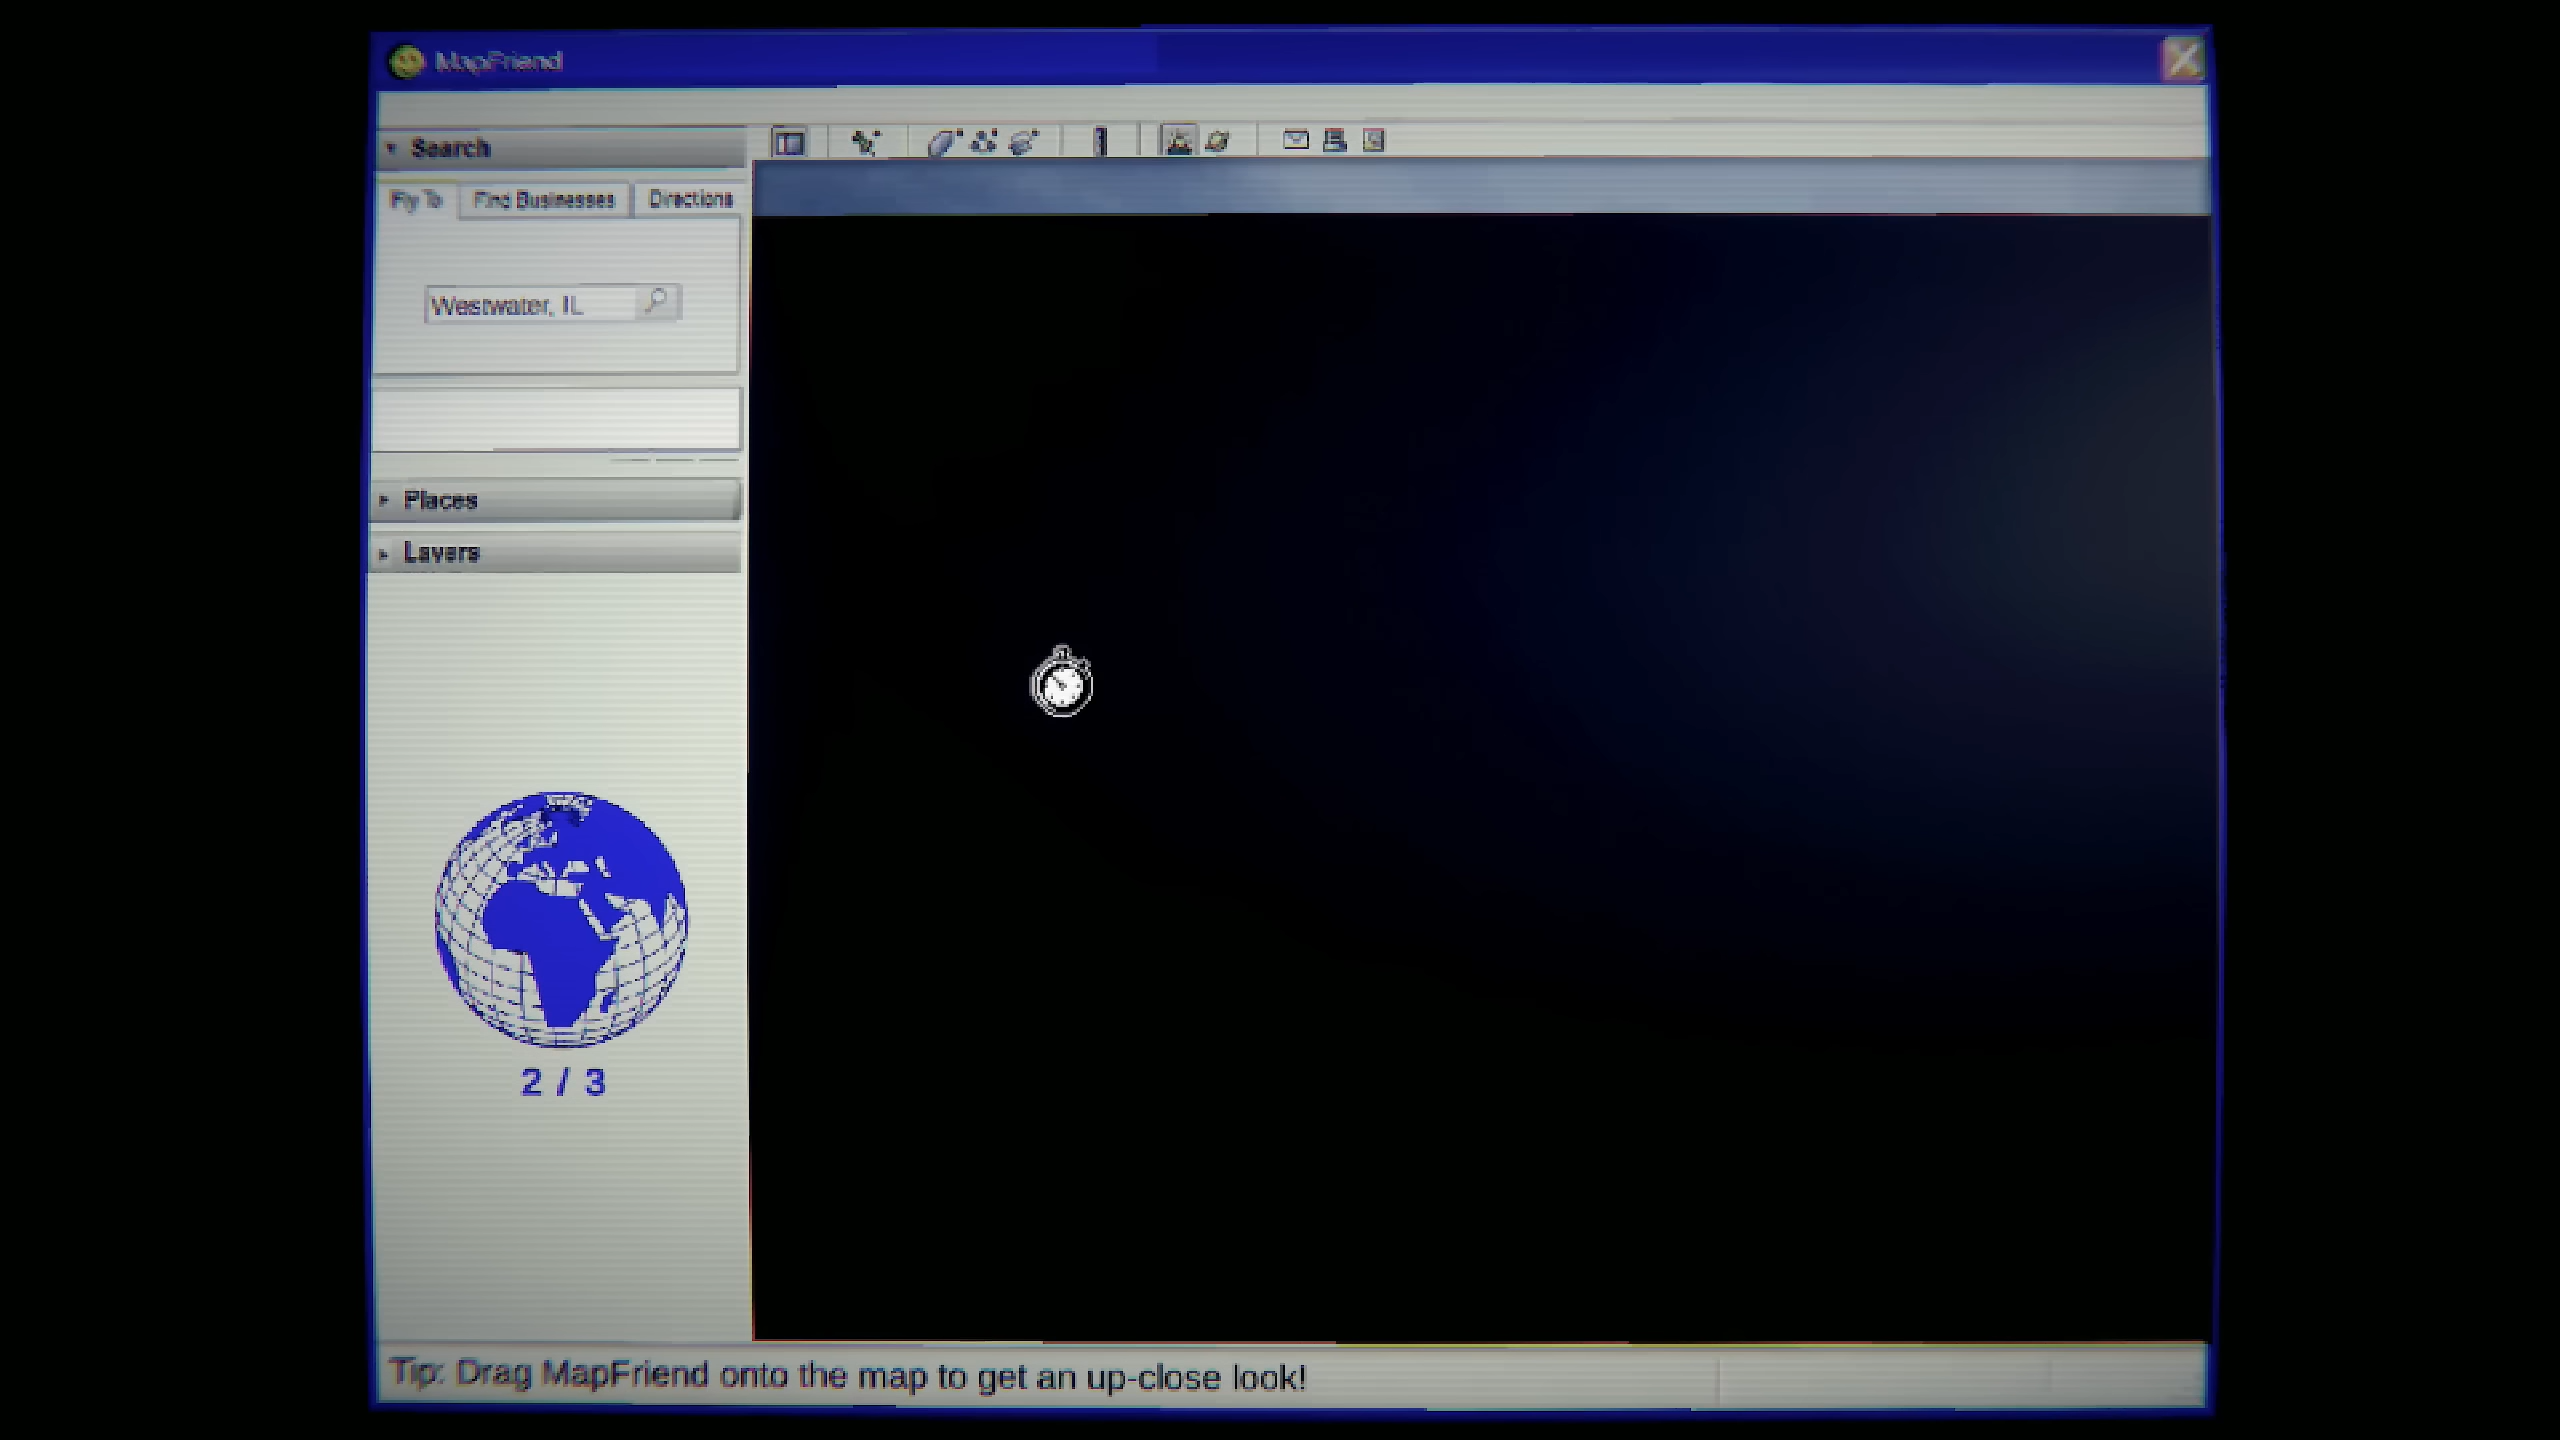 MapFriend
Search
Fly To
Find Businesses
Directions
Westwater, IL
Places
Layers
2 / 3
Tip: Drag MapFriend onto the map to get an up-close look!